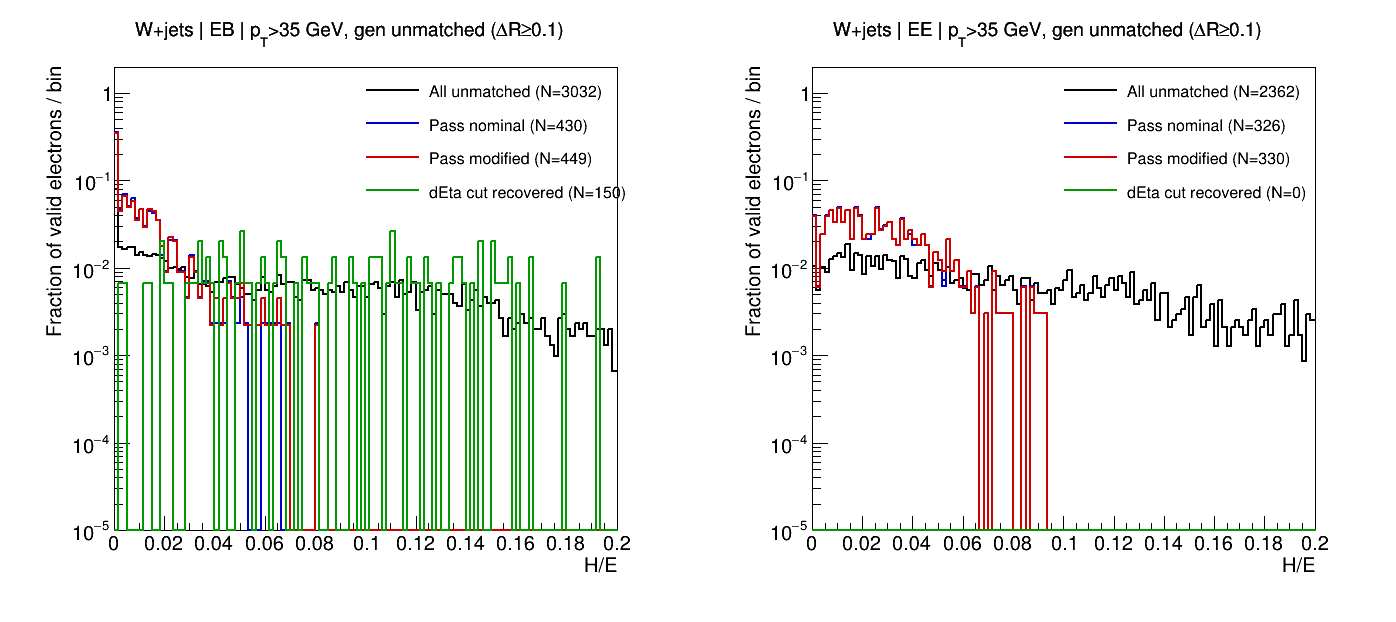 W+jets | EB | pT>35 GeV, gen unmatched (ΔR≥0.1)
Fraction of valid electrons / bin
All unmatched (N=3032)
Pass nominal (N=430)
Pass modified (N=449)
dEta cut recovered (N=150)
1
10−1
10−2
10−3
10−4
10−5
0 0.02 0.04 0.06 0.08 0.1 0.12 0.14 0.16 0.18 0.2
H/E
W+jets | EE | pT>35 GeV, gen unmatched (ΔR≥0.1)
Fraction of valid electrons / bin
All unmatched (N=2362)
Pass nominal (N=326)
Pass modified (N=330)
dEta cut recovered (N=0)
1
10−1
10−2
10−3
10−4
10−5
0 0.02 0.04 0.06 0.08 0.1 0.12 0.14 0.16 0.18 0.2
H/E